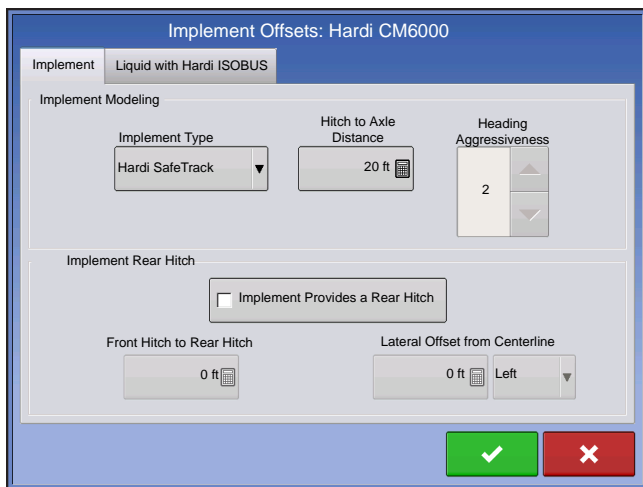 Implement Offsets: Hardi CM6000
Implement
Liquid with Hardi ISOBUS
Implement Modeling
Implement Type
Hitch to Axle
Distance
Heading
Aggressiveness
Hardi SafeTrack
20 ft
2
Implement Rear Hitch
Implement Provides a Rear Hitch
Front Hitch to Rear Hitch
Lateral Offset from Centerline
0 ft
0 ft
Left